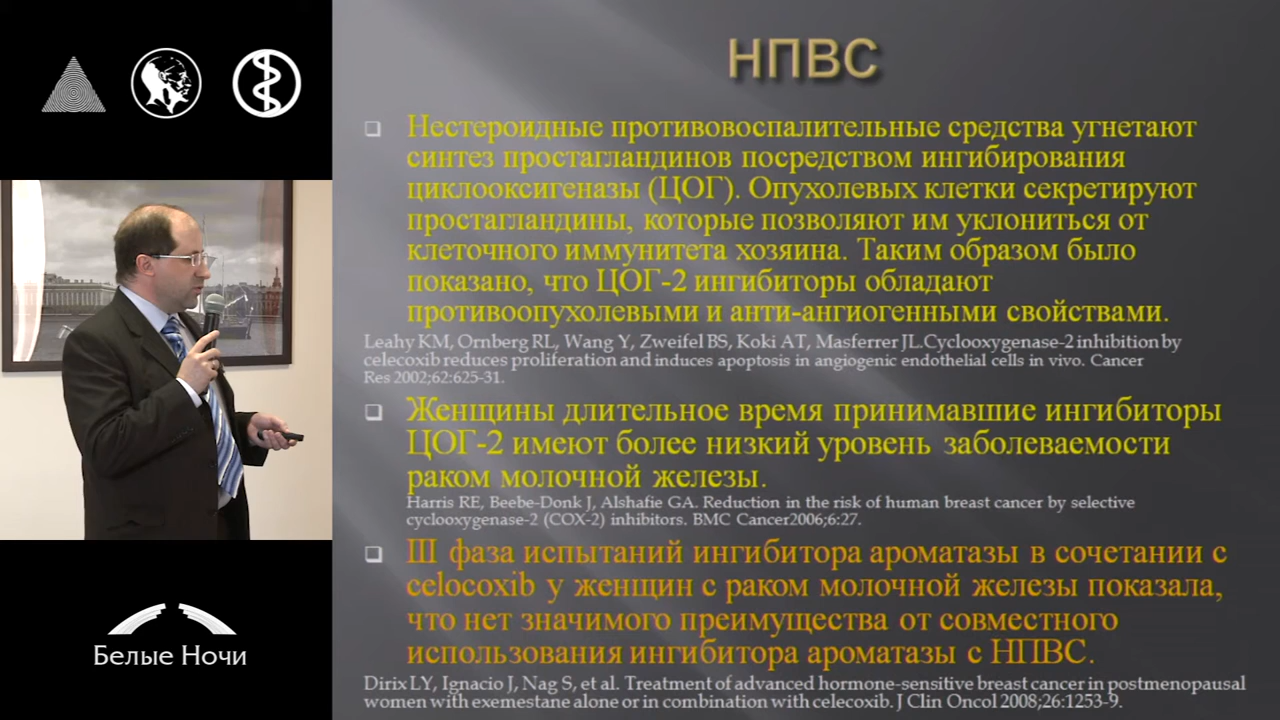 НПВС
Нестероидные противовоспалительные средства угнетают
синтез простагландинов посредством ингибирования
циклооксигеназы (ЦОГ). Опухолевых клетки секретируют
простагландины, которые позволяют им уклониться от
клеточного иммунитета хозяина. Таким образом было
показано, что ЦОГ-2 ингибиторы обладают
противоопухолевыми и анти-ангиогенными свойствами.
Leahy KM, Ornberg RL, Wang Y, Zweifel BS, Koki AT, Masferrer JL.Cyclooxygenase-2 inhibition by
celecoxib reduces proliferation and induces apoptosis in angiogenic endothelial cells in vivo. Cancer
Res 2002;62:625-31.
Женщины длительное время принимавшие ингибиторы
ЦОГ-2 имеют более низкий уровень заболеваемости
раком молочной железы.
Harris RE, Beebe-Donk J, Alshafie GA. Reduction in the risk of human breast cancer by selective
cyclooxygenase-2 (COX-2) inhibitors. BMC Cancer2006;6:27.
III фаза испытаний ингибитора ароматазы в сочетании с
celocoxib у женщин с раком молочной железы показала,
что нет значимого преимущества от совместного
использования ингибитора ароматазы с НПВС.
Dirix LY, Ignacio J, Nag S, et al. Treatment of advanced hormone-sensitive breast cancer in postmenopausal
women with exemestane alone or in combination with celecoxib. J Clin Oncol 2008;26:1253-9.
Белые Ночи